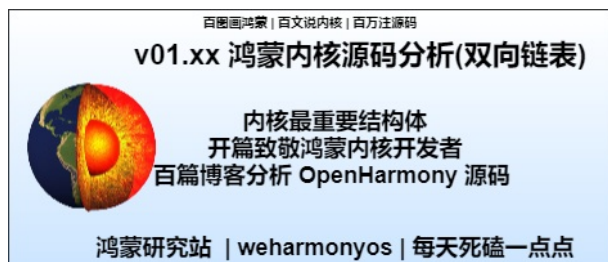 百图画鸿蒙 | 百文说内核 | 百万注源码
v01.xx 鸿蒙内核源码分析(双向链表)
内核最重要结构体
开篇致敬鸿蒙内核开发者
百篇博客分析 OpenHarmony 源码
鸿蒙研究站 | weharmonyos | 每天死磕一点点